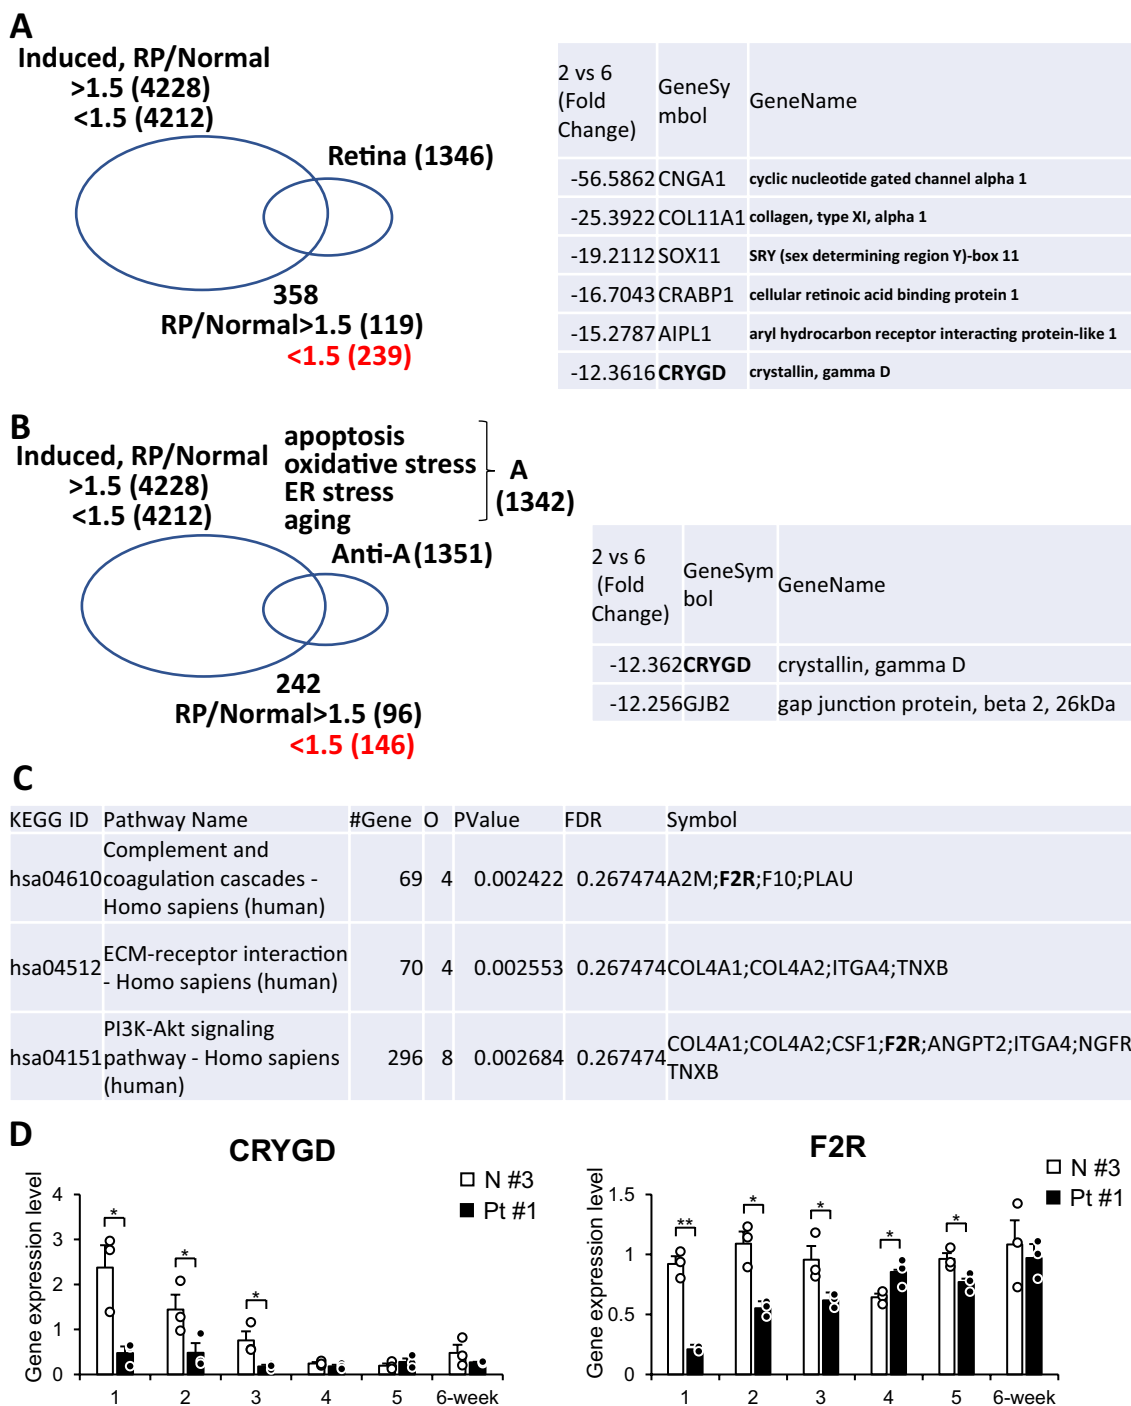 A
Induced, RP/Normal
>1.5 (4228)
<1.5 (4212)
Retina (1346)
358
RP/Normal>1.5 (119)
<1.5 (239)
2 vs 6
(Fold
Change)
GeneSy
mbol
GeneName
-56.5862 CNGA1 cyclic nucleotide gated channel alpha 1
-25.3922 COL11A1 collagen, type XI, alpha 1
-19.2112 SOX11 SRY (sex determining region Y)-box 11
-16.7043 CRABP1 cellular retinoic acid binding protein 1
-15.2787 AIPL1 aryl hydrocarbon receptor interacting protein-like 1
-12.3616 CRYGD crystallin, gamma D
B
Induced, RP/Normal
>1.5 (4228)
<1.5 (4212)
apoptosis
oxidative stress
ER stress
aging
A
(1342)
Anti-A (1351)
242
RP/Normal>1.5 (96)
<1.5 (146)
2 vs 6
(Fold
Change)
GeneSym
bol
GeneName
-12.362 CRYGD crystallin, gamma D
-12.256 GJB2 gap junction protein, beta 2, 26kDa
C
KEGG ID Pathway Name #Gene O PValue FDR Symbol
Complement and
hsa04610 coagulation cascades - 69 4 0.002422 0.267474 A2M;F2R;F10;PLAU
Homo sapiens (human)
ECM-receptor interaction
hsa04512 - Homo sapiens (human) 70 4 0.002553 0.267474 COL4A1;COL4A2;ITGA4;TNXB
PI3K-Akt signaling
hsa04151 pathway - Homo sapiens 296 8 0.002684 0.267474 COL4A1;COL4A2;CSF1;F2R;ANGPT2;ITGA4;NGFR
(human) TNXB
D
CRYGD
N #3
Pt #1
Gene expression level
4
3
2
1
0
*
*
*
1 2 3 4 5 6-week
F2R
N #3
Pt #1
Gene expression level
1.5
1
0.5
0
**
*
*
*
*
1 2 3 4 5 6-week